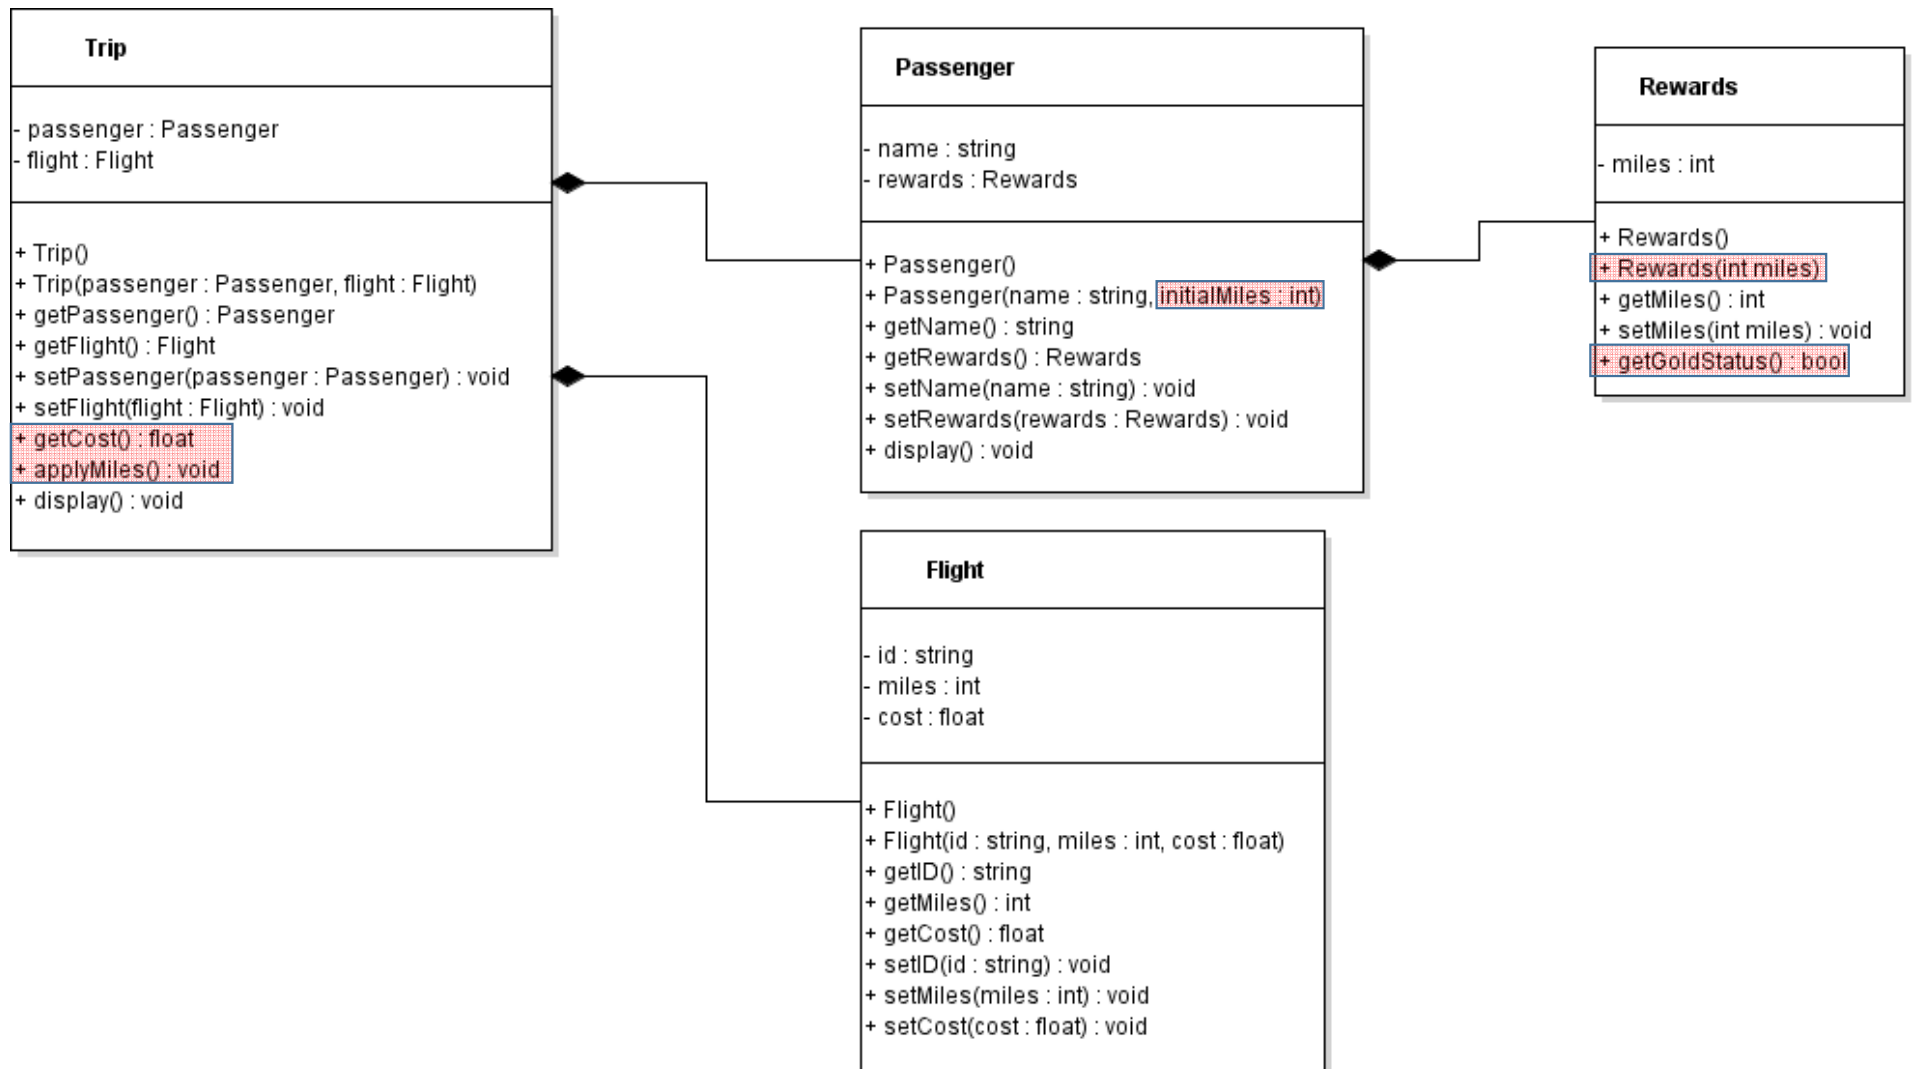 Trip
- passenger : Passenger
- flight : Flight
+ Trip()
+ Trip(passenger : Passenger, flight : Flight)
+ getPassenger() : Passenger
+ getFlight() : Flight
+ setPassenger(passenger : Passenger) : void
+ setFlight(flight : Flight) : void
+ getCost() : float
+ applyMiles() : void
+ display() : void
Passenger
- name : string
- rewards : Rewards
+ Passenger()
+ Passenger(name : string, initialMiles : int)
+ getName() : string
+ getRewards() : Rewards
+ setName(name : string) : void
+ setRewards(rewards : Rewards) : void
+ display() : void
Rewards
- miles : int
+ Rewards()
+ Rewards(int miles)
+ getMiles() : int
+ setMiles(int miles) : void
+ getGoldStatus() : bool
Flight
- id : string
- miles : int
- cost : float
+ Flight()
+ Flight(id : string, miles : int, cost : float)
+ getID() : string
+ getMiles() : int
+ getCost() : float
+ setID(id : string) : void
+ setMiles(miles : int) : void
+ setCost(cost : float) : void